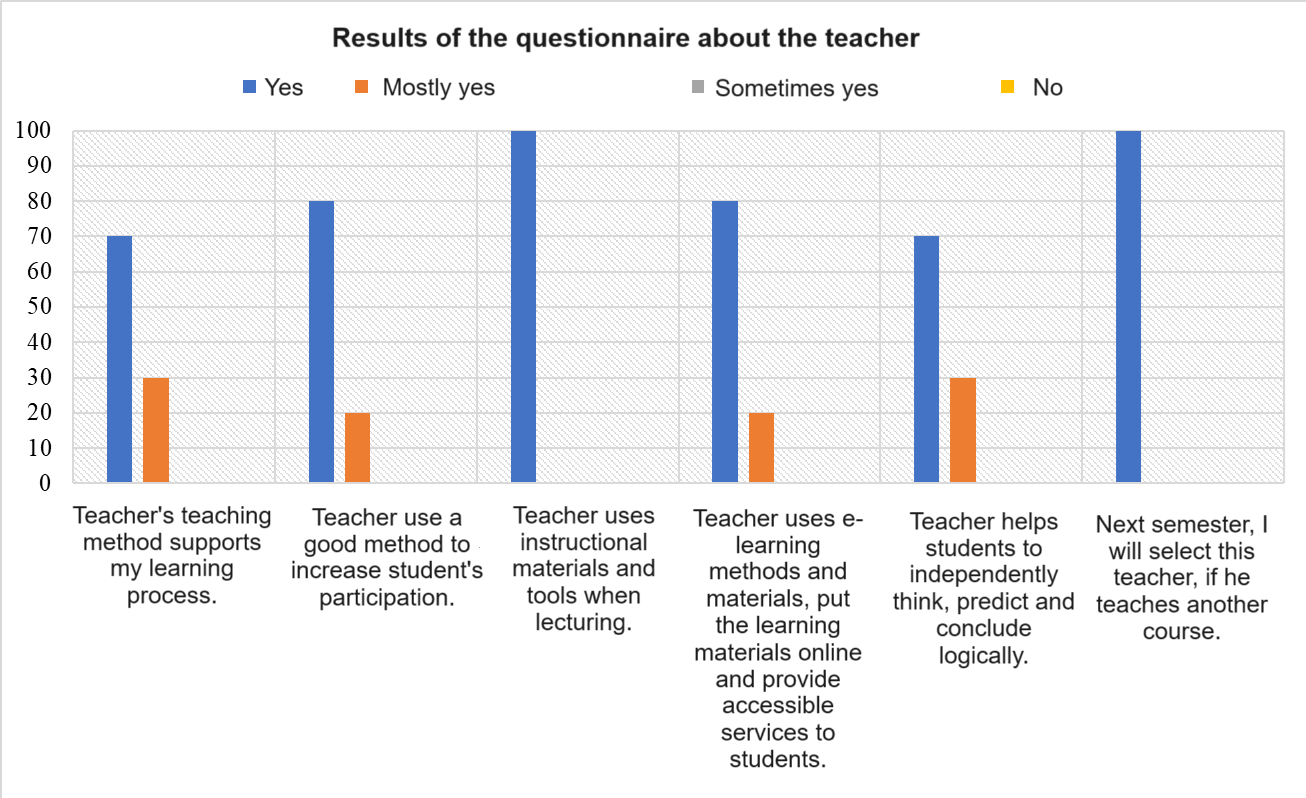 Results of the questionnaire about the teacher
Yes Mostly yes Sometimes yes No
100
90
80
70
60
50
40
30
20
10
0
Teacher's teaching
method supports
my learning
process.
Teacher use a
good method to
increase student's
participation.
Teacher uses
instructional
materials and
tools when
lecturing.
Teacher uses e-
learning
methods and
materials, put
the learning
materials online
and provide
accessible
services to
students.
Teacher helps
students to
independently
think, predict and
conclude
logically.
Next semester, I
will select this
teacher, if he
teaches another
course.